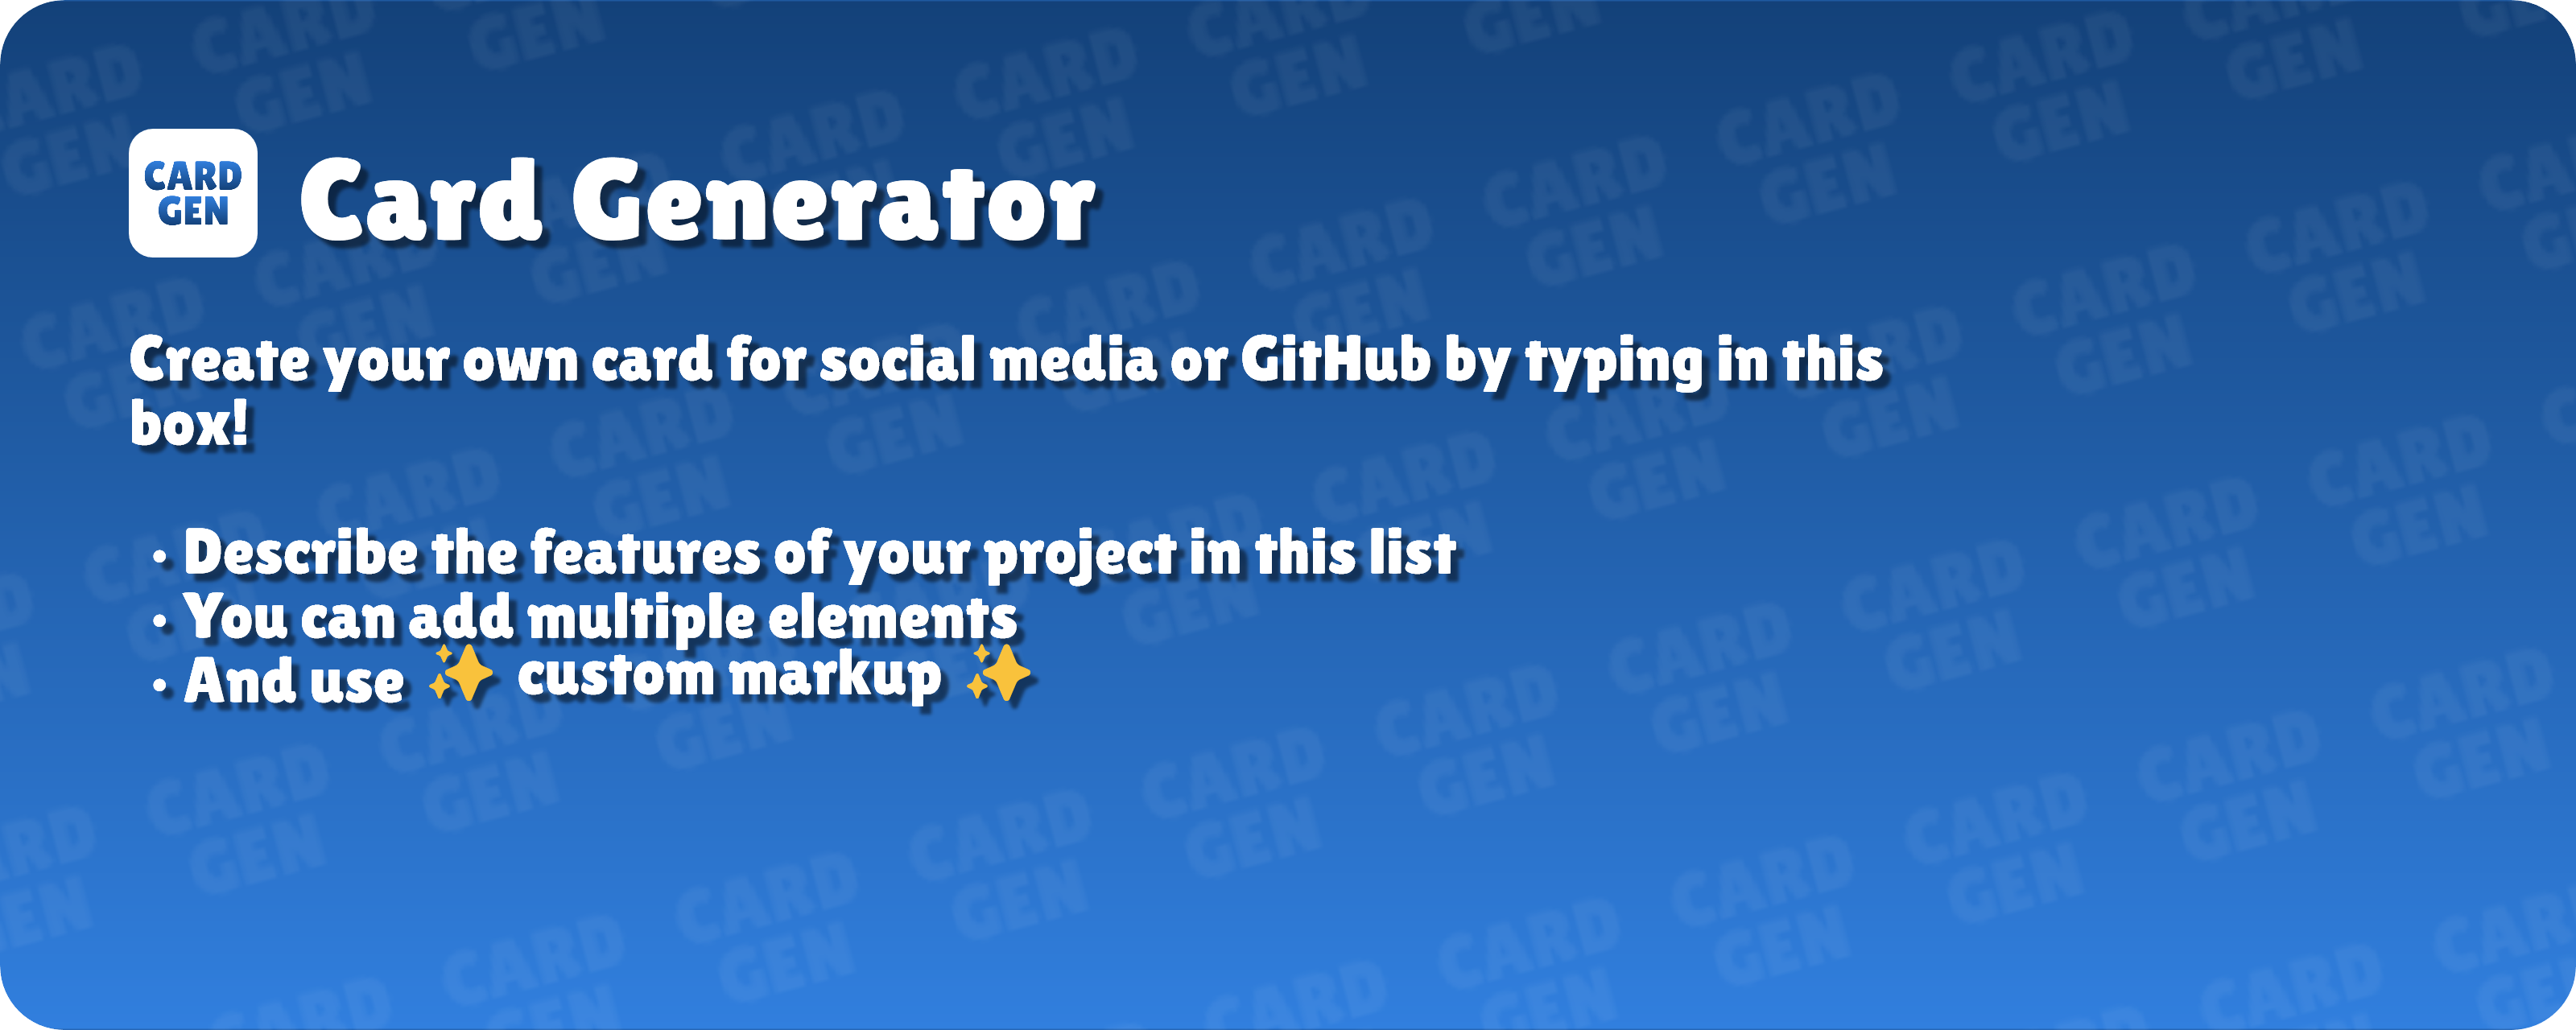 CARD
GEN
Card Generator
Create your own card for social media or GitHub by typing in this
box!
• Describe the features of your project in this list
• You can add multiple elements
• And use ✨ custom markup ✨